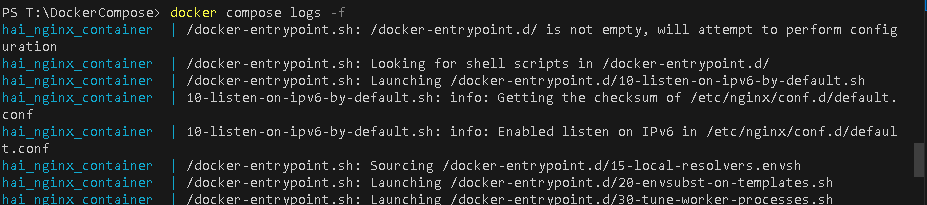 PS T:\DockerCompose> docker compose logs -f
hai_nginx_container  | /docker-entrypoint.sh: /docker-entrypoint.d/ is not empty, will attempt to perform config
uration
hai_nginx_container  | /docker-entrypoint.sh: Looking for shell scripts in /docker-entrypoint.d/
hai_nginx_container  | /docker-entrypoint.sh: Launching /docker-entrypoint.d/10-listen-on-ipv6-by-default.sh
hai_nginx_container  | 10-listen-on-ipv6-by-default.sh: info: Getting the checksum of /etc/nginx/conf.d/default.
conf
hai_nginx_container  | 10-listen-on-ipv6-by-default.sh: info: Enabled listen on IPv6 in /etc/nginx/conf.d/defaul
t.conf
hai_nginx_container  | /docker-entrypoint.sh: Sourcing /docker-entrypoint.d/15-local-resolvers.envsh
hai_nginx_container  | /docker-entrypoint.sh: Launching /docker-entrypoint.d/20-envsubst-on-templates.sh
hai_nginx_container  | /docker-entrypoint.sh: Launching /docker-entrypoint.d/30-tune-worker-processes.sh